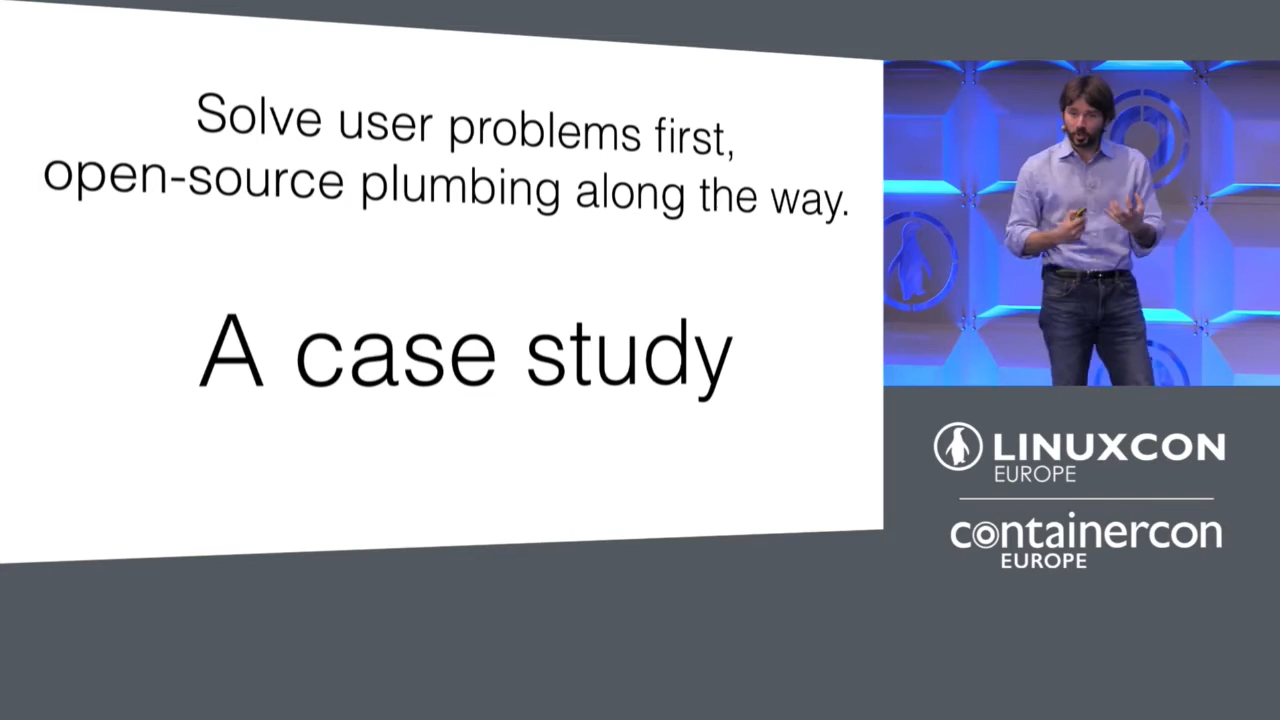 Solve user problems first,
open-source plumbing along the way.
A case study
LINUXCON
EUROPE
containercon
EUROPE